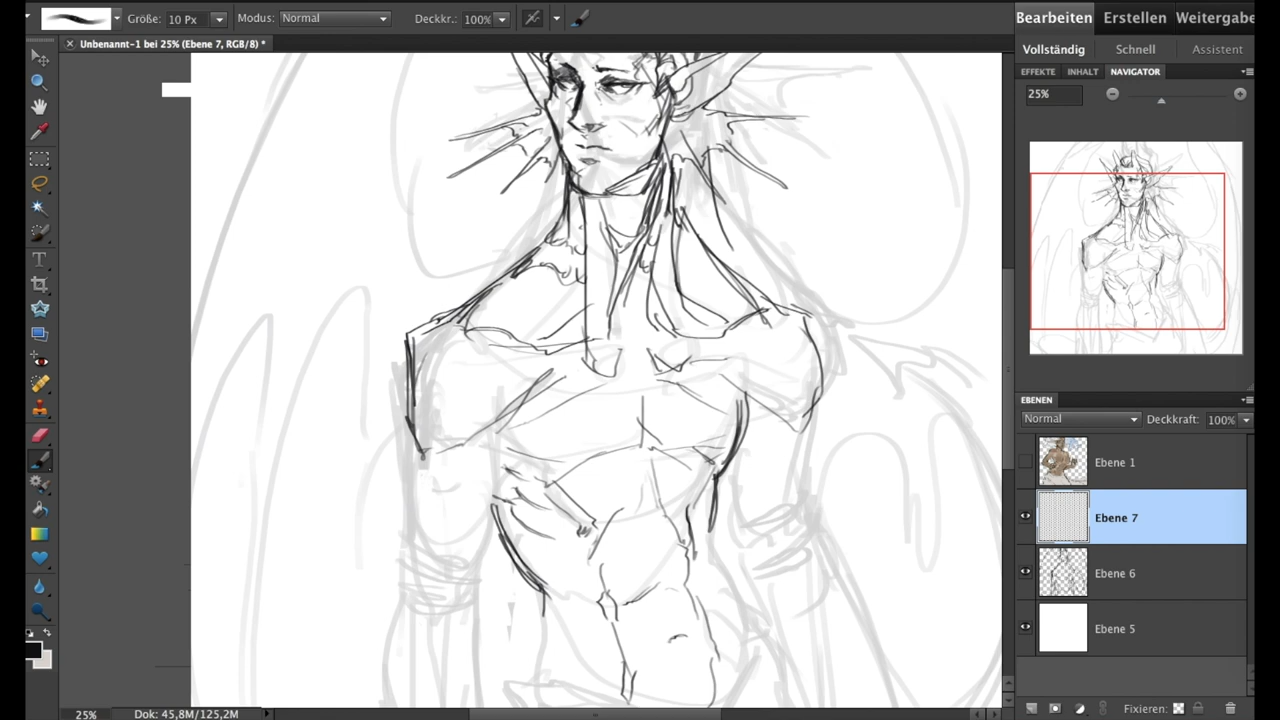 Größe: 10 Px Modus: Normal Deckkr.: 100%
Bearbeiten Erstellen Weitergabe
Unbenannt-1 bei 25% (Ebene 7, RGB/8) *
Vollständig Schnell Assistent
EFFEKTE INHALT NAVIGATOR
25%
EBENEN
Normal Deckkraft: 100%
Ebene 1
Ebene 7
Ebene 6
Ebene 5
Fixieren:
25% Dok: 45,8M/125,2M